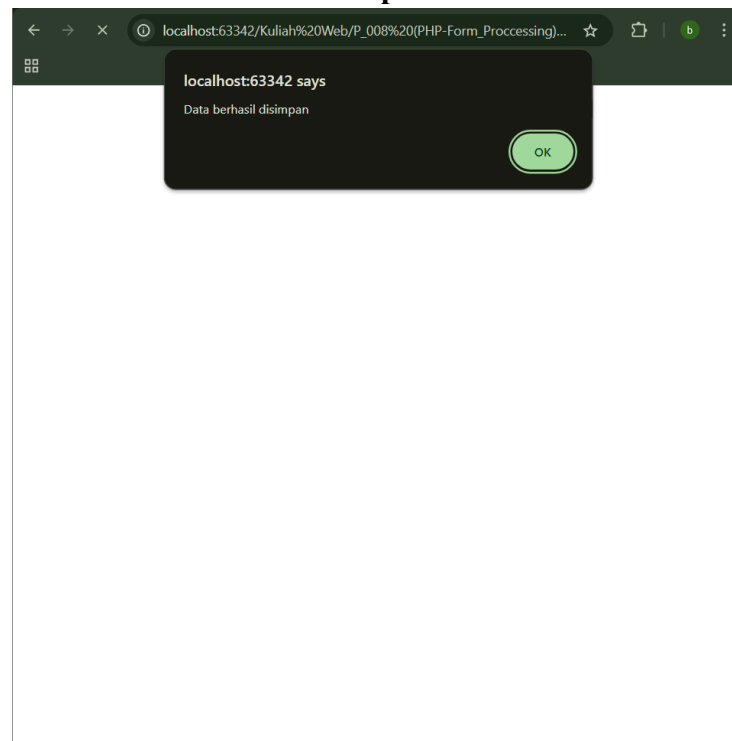 localhost:63342/Kuliah%20Web/P_008%20(PHP-Form_Proccessing)...
b
localhost:63342 says
Data berhasil disimpan
OK